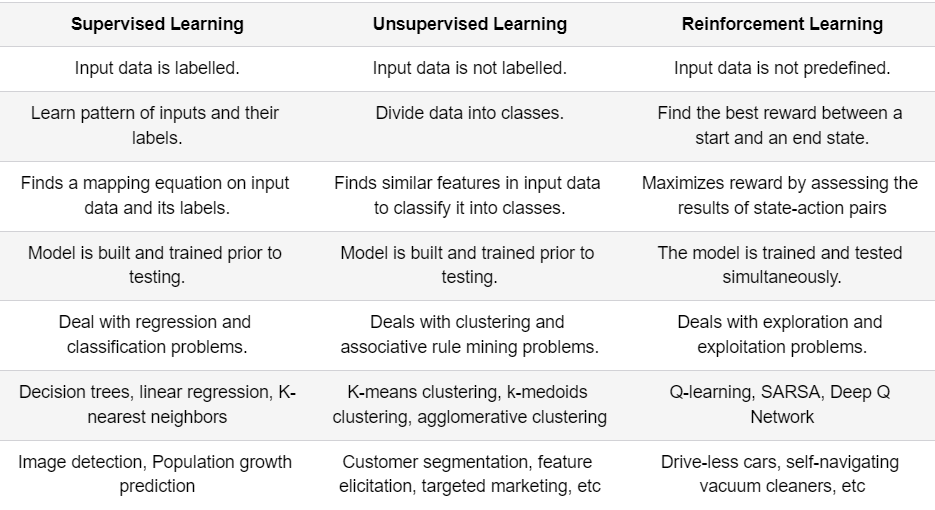 Supervised Learning Unsupervised Learning Reinforcement Learning
Input data is labelled. Input data is not labelled. Input data is not predefined.
Learn pattern of inputs and their
labels.
Divide data into classes.
Find the best reward between a
start and an end state.
Finds a mapping equation on input
data and its labels.
Finds similar features in input data
to classify it into classes.
Maximizes reward by assessing the
results of state-action pairs
Model is built and trained prior to
testing.
Model is built and trained prior to
testing.
The model is trained and tested
simultaneously.
Deal with regression and
classification problems.
Deals with clustering and
associative rule mining problems.
Deals with exploration and
exploitation problems.
Decision trees, linear regression, K-
nearest neighbors
K-means clustering, k-medoids
clustering, agglomerative clustering
Q-learning, SARSA, Deep Q
Network
Image detection, Population growth
prediction
Customer segmentation, feature
elicitation, targeted marketing, etc
Drive-less cars, self-navigating
vacuum cleaners, etc